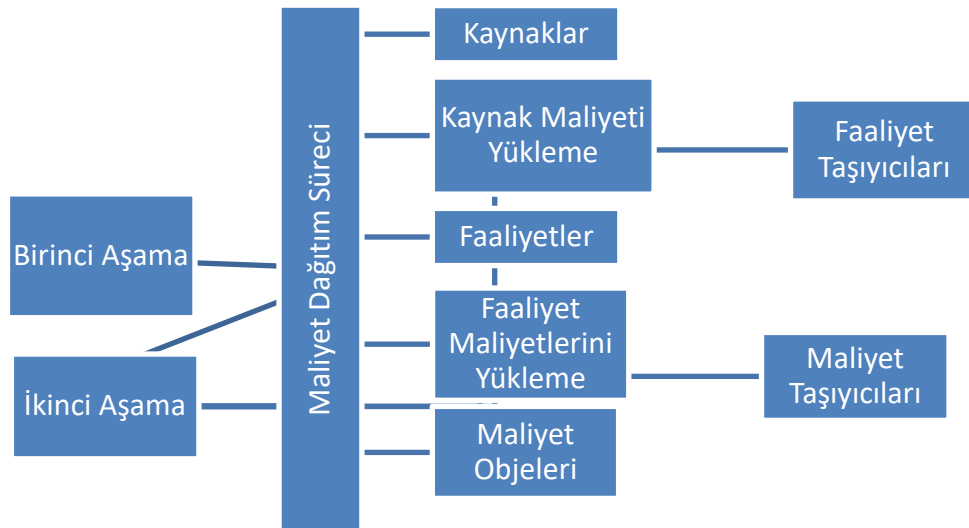 Kaynaklar
Kaynak Maliyeti
Yükleme
Faaliyet
Taşıyıcıları
Birinci Aşama
Maliyet Dağıtım Süreci
Faaliyetler
Faaliyet
Maliyetlerini
Yükleme
Maliyet
Taşıyıcıları
İkinci Aşama
Maliyet
Objeleri